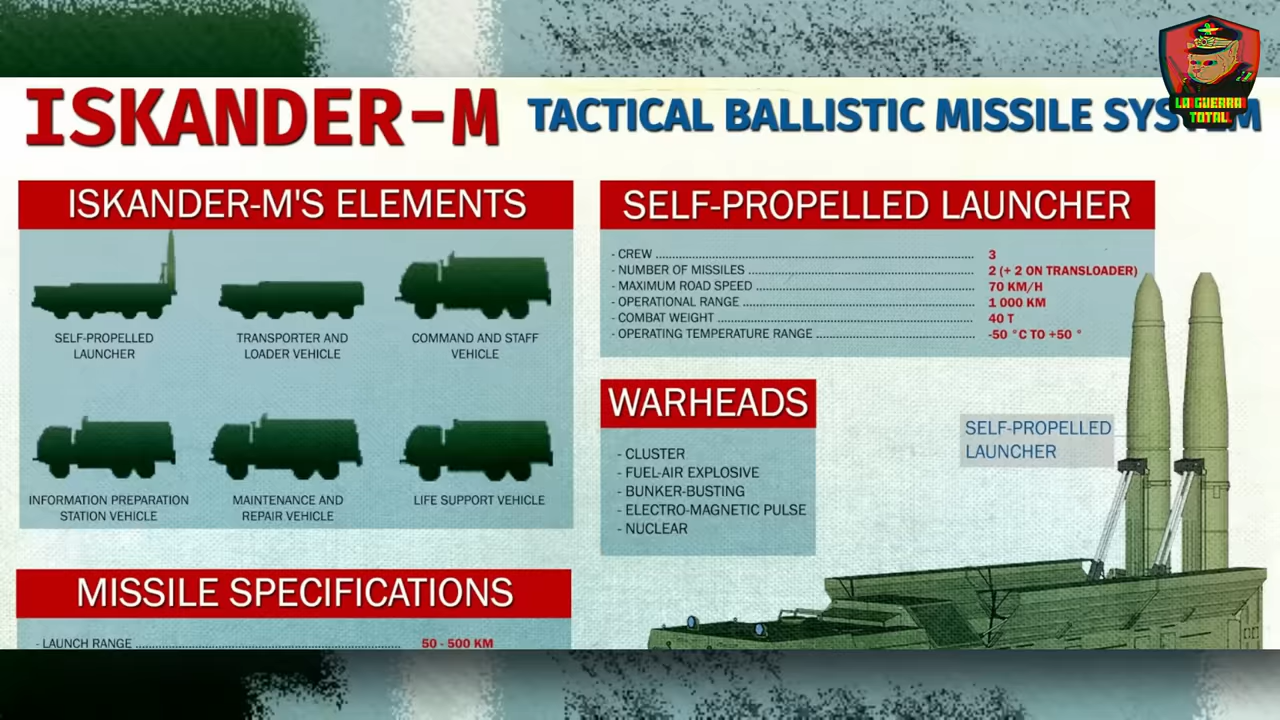 ISKANDER-M TACTICAL BALLISTIC MISSILE SYSTEM
LA GUERRA
TOTAL
ISKANDER-M'S ELEMENTS
SELF-PROPELLED
LAUNCHER
TRANSPORTER AND
LOADER VEHICLE
COMMAND AND STAFF
VEHICLE
INFORMATION PREPARATION
STATION VEHICLE
MAINTENANCE AND
REPAIR VEHICLE
LIFE SUPPORT VEHICLE
MISSILE SPECIFICATIONS
- LAUNCH RANGE ........ 50 - 500 KM
SELF-PROPELLED LAUNCHER
- CREW ........ 3
- NUMBER OF MISSILES ........ 2 (+ 2 ON TRANSLOADER)
- MAXIMUM ROAD SPEED ........ 70 KM/H
- OPERATIONAL RANGE ........ 1 000 KM
- COMBAT WEIGHT ........ 40 T
- OPERATING TEMPERATURE RANGE ........ -50 °C TO +50 °
WARHEADS
- CLUSTER
- FUEL-AIR EXPLOSIVE
- BUNKER-BUSTING
- ELECTRO-MAGNETIC PULSE
- NUCLEAR
SELF-PROPELLED
LAUNCHER